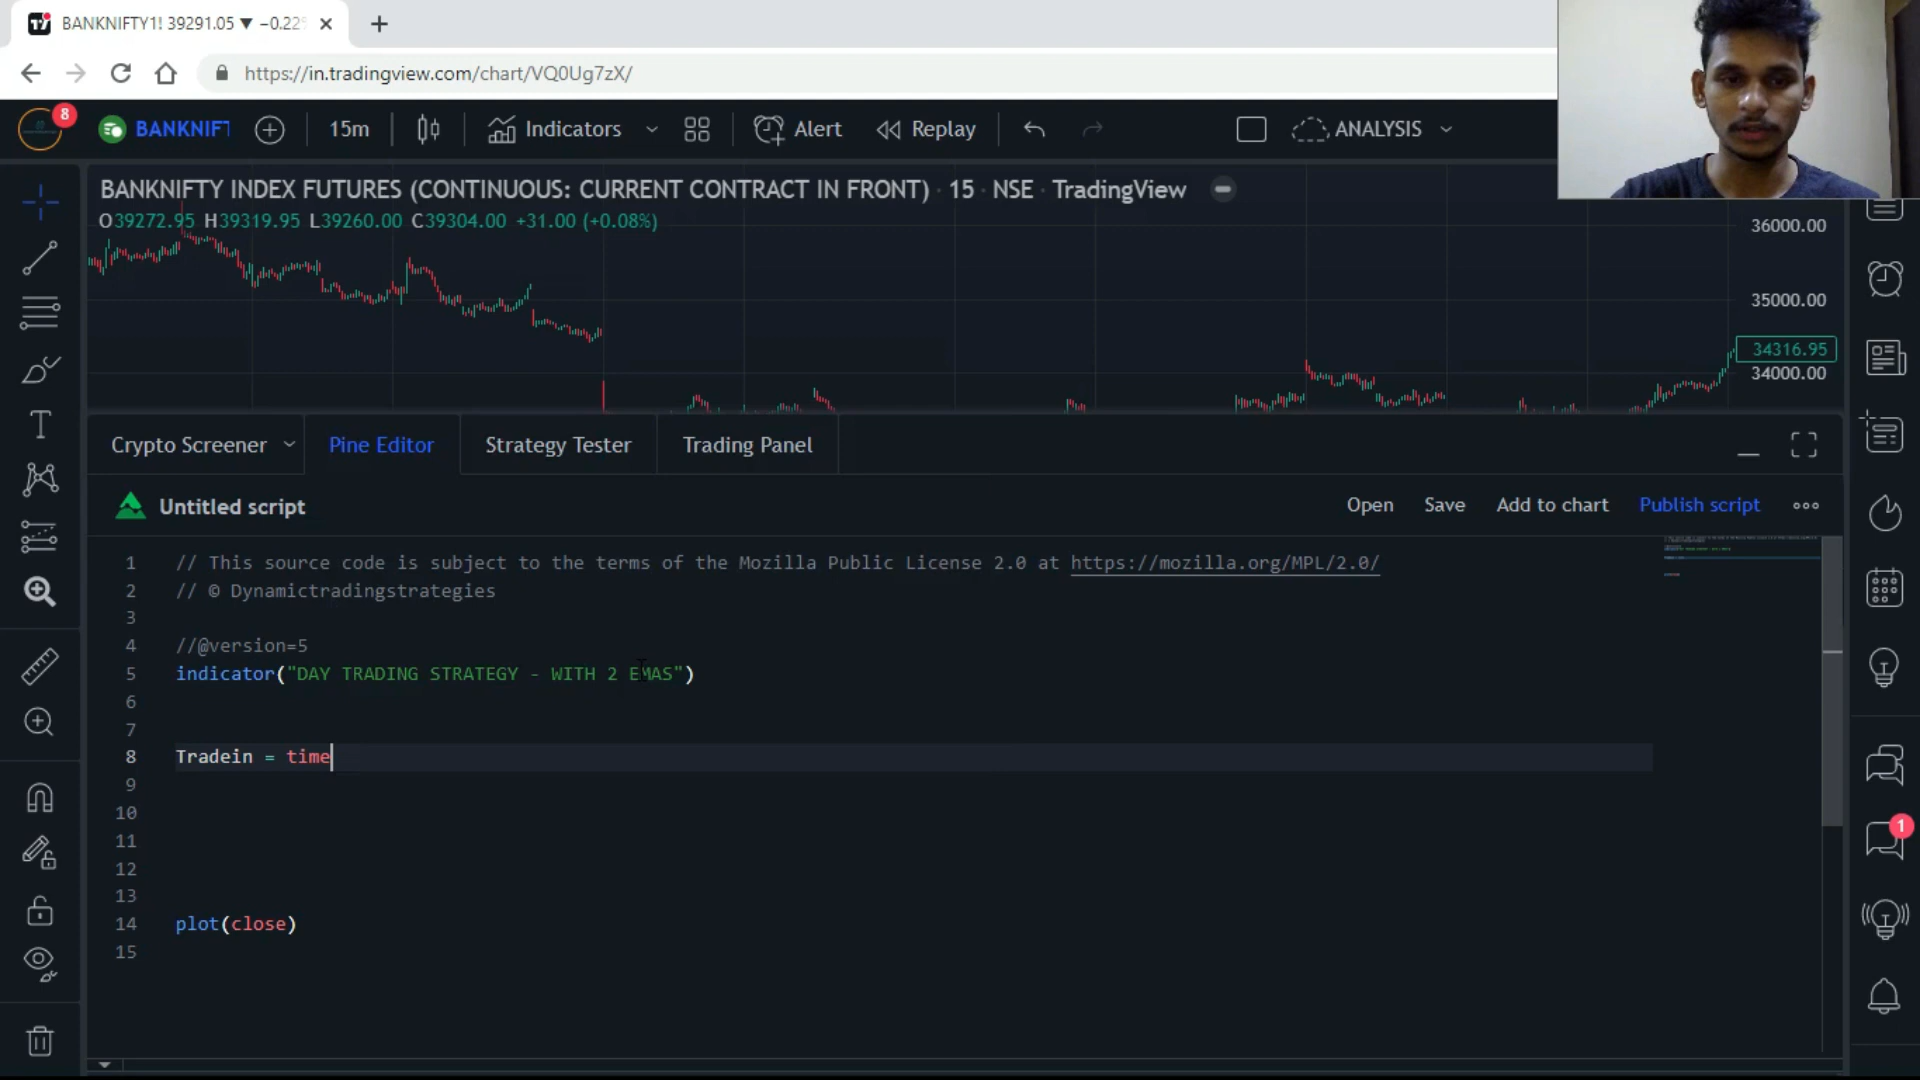 BANKNIFTY1! 39291.05 ▼ −0.22
https://in.tradingview.com/chart/VQ0Ug7zX/
8
BANKNIFT
15m
Indicators
Alert
Replay
ANALYSIS
BANKNIFTY INDEX FUTURES (CONTINUOUS: CURRENT CONTRACT IN FRONT) · 15 · NSE · TradingView
O39272.95 H39319.95 L39260.00 C39304.00 +31.00 (+0.08%)
36000.00
35000.00
34316.95
34000.00
Crypto Screener
Pine Editor
Strategy Tester
Trading Panel
Untitled script
Open
Save
Add to chart
Publish script
1 // This source code is subject to the terms of the Mozilla Public License 2.0 at https://mozilla.org/MPL/2.0/
2 // © Dynamictradingstrategies
3
4 //@version=5
5 indicator("DAY TRADING STRATEGY - WITH 2 EMAS")
6
7
8 Tradein = time
9
10
11
12
13
14 plot(close)
15
1